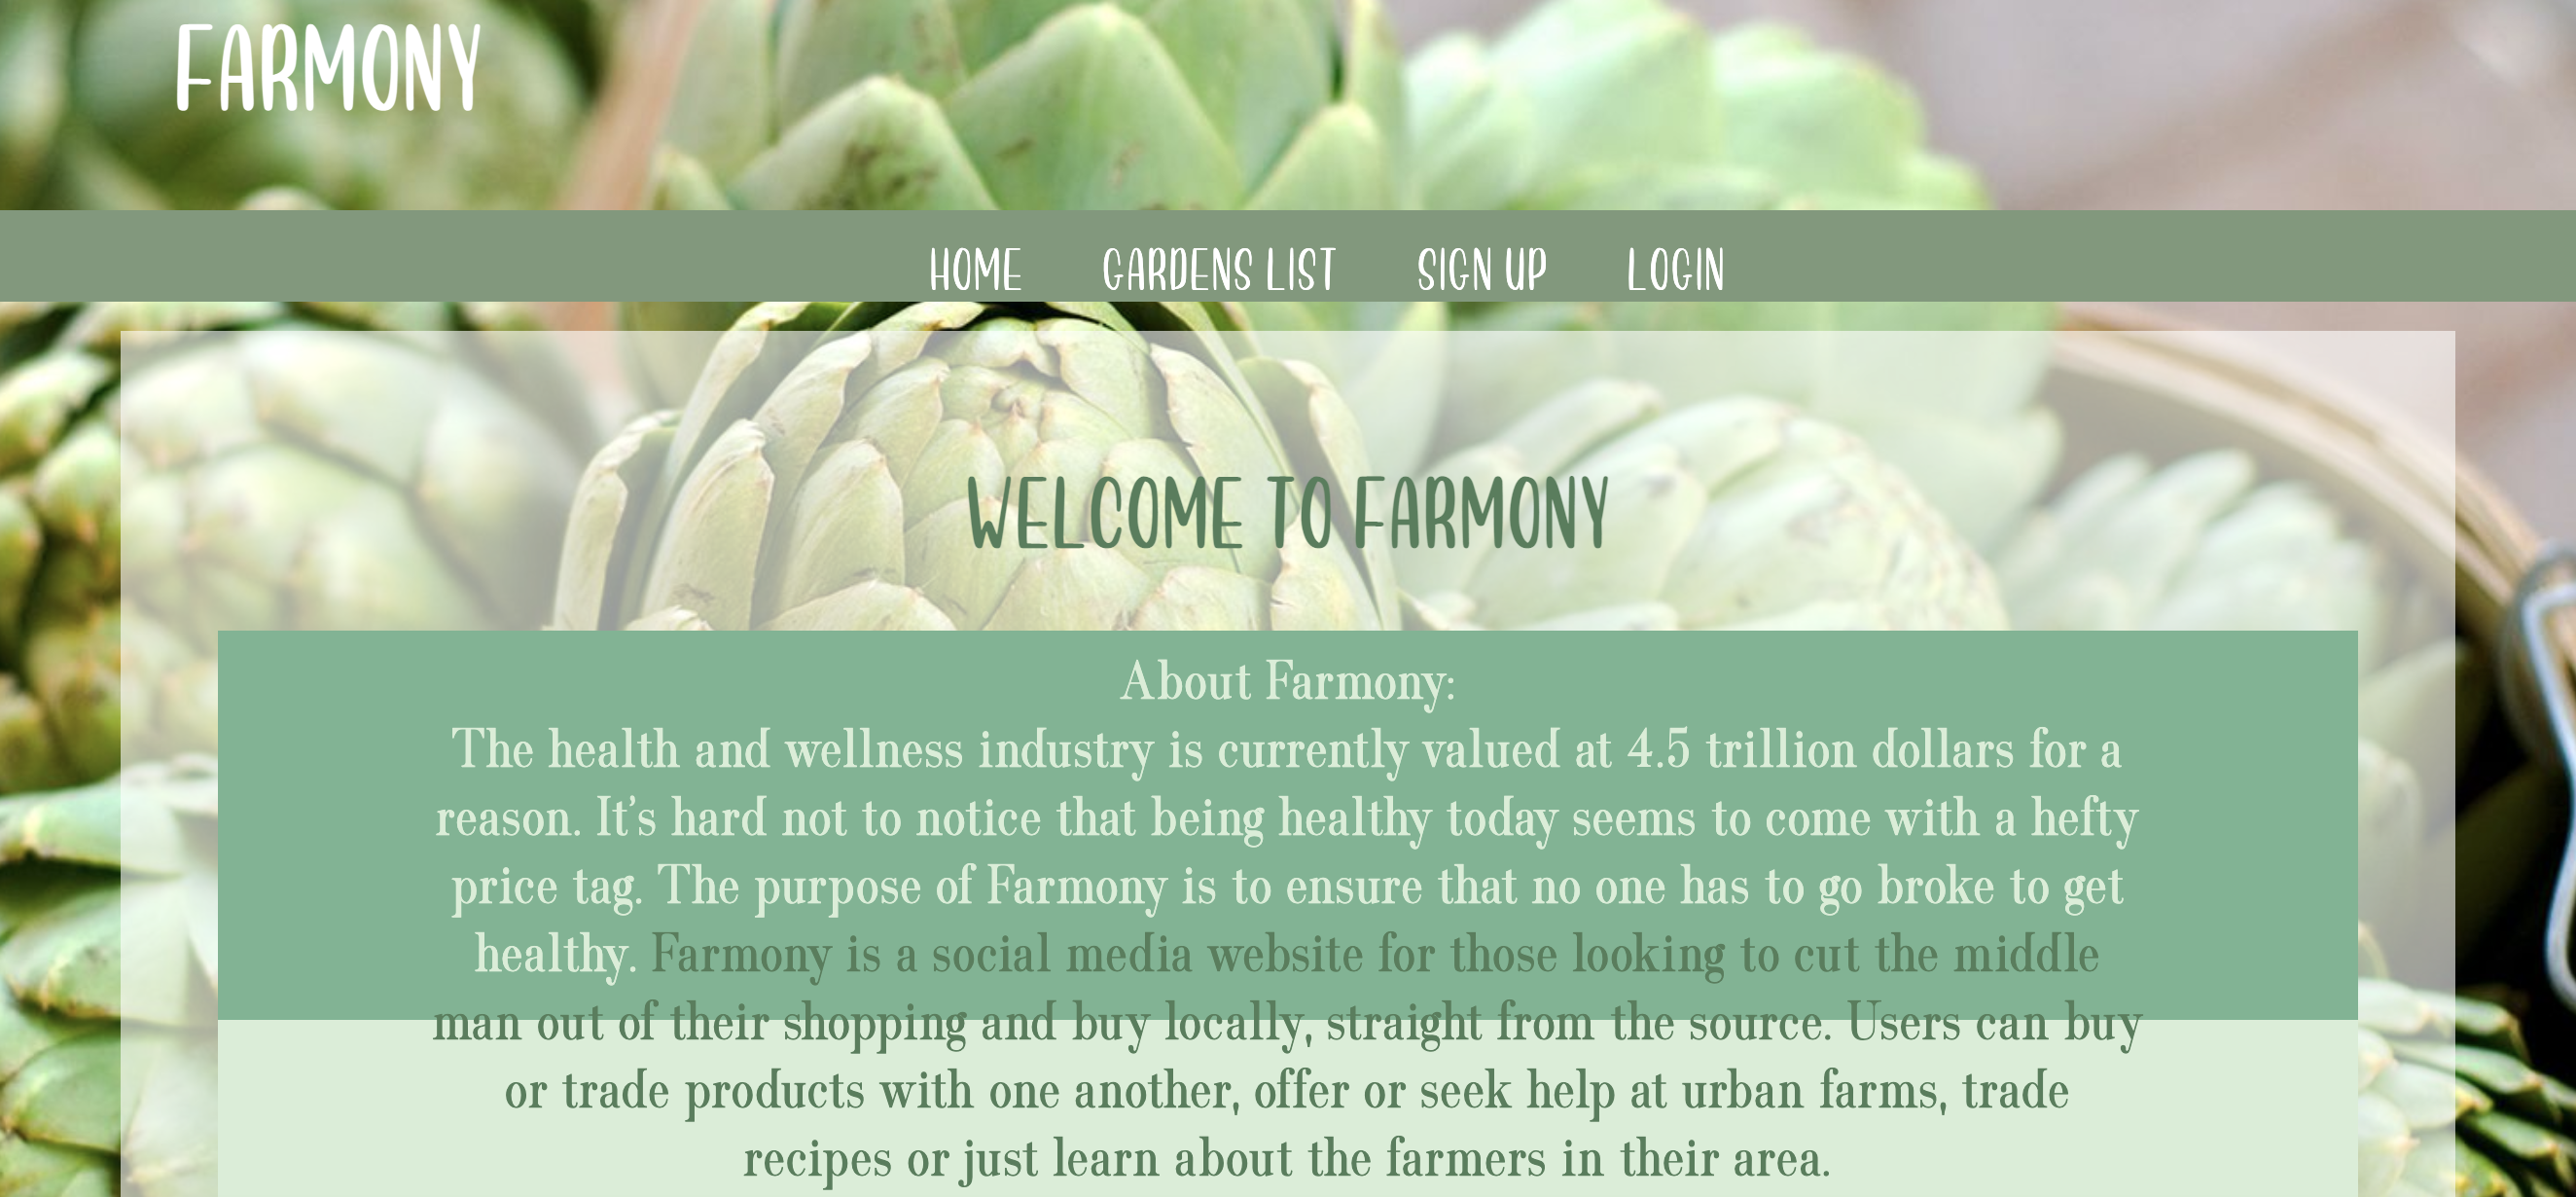 FARMONY
HOME GARDENS LIST SIGN UP LOGIN
WELCOME TO FARMONY
About Farmony:
The health and wellness industry is currently valued at 4.5 trillion dollars for a
reason. It's hard not to notice that being healthy today seems to come with a hefty
price tag. The purpose of Farmony is to ensure that no one has to go broke to get
healthy. Farmony is a social media website for those looking to cut the middle
man out of their shopping and buy locally, straight from the source. Users can buy
or trade products with one another, offer or seek help at urban farms, trade
recipes or just learn about the farmers in their area.